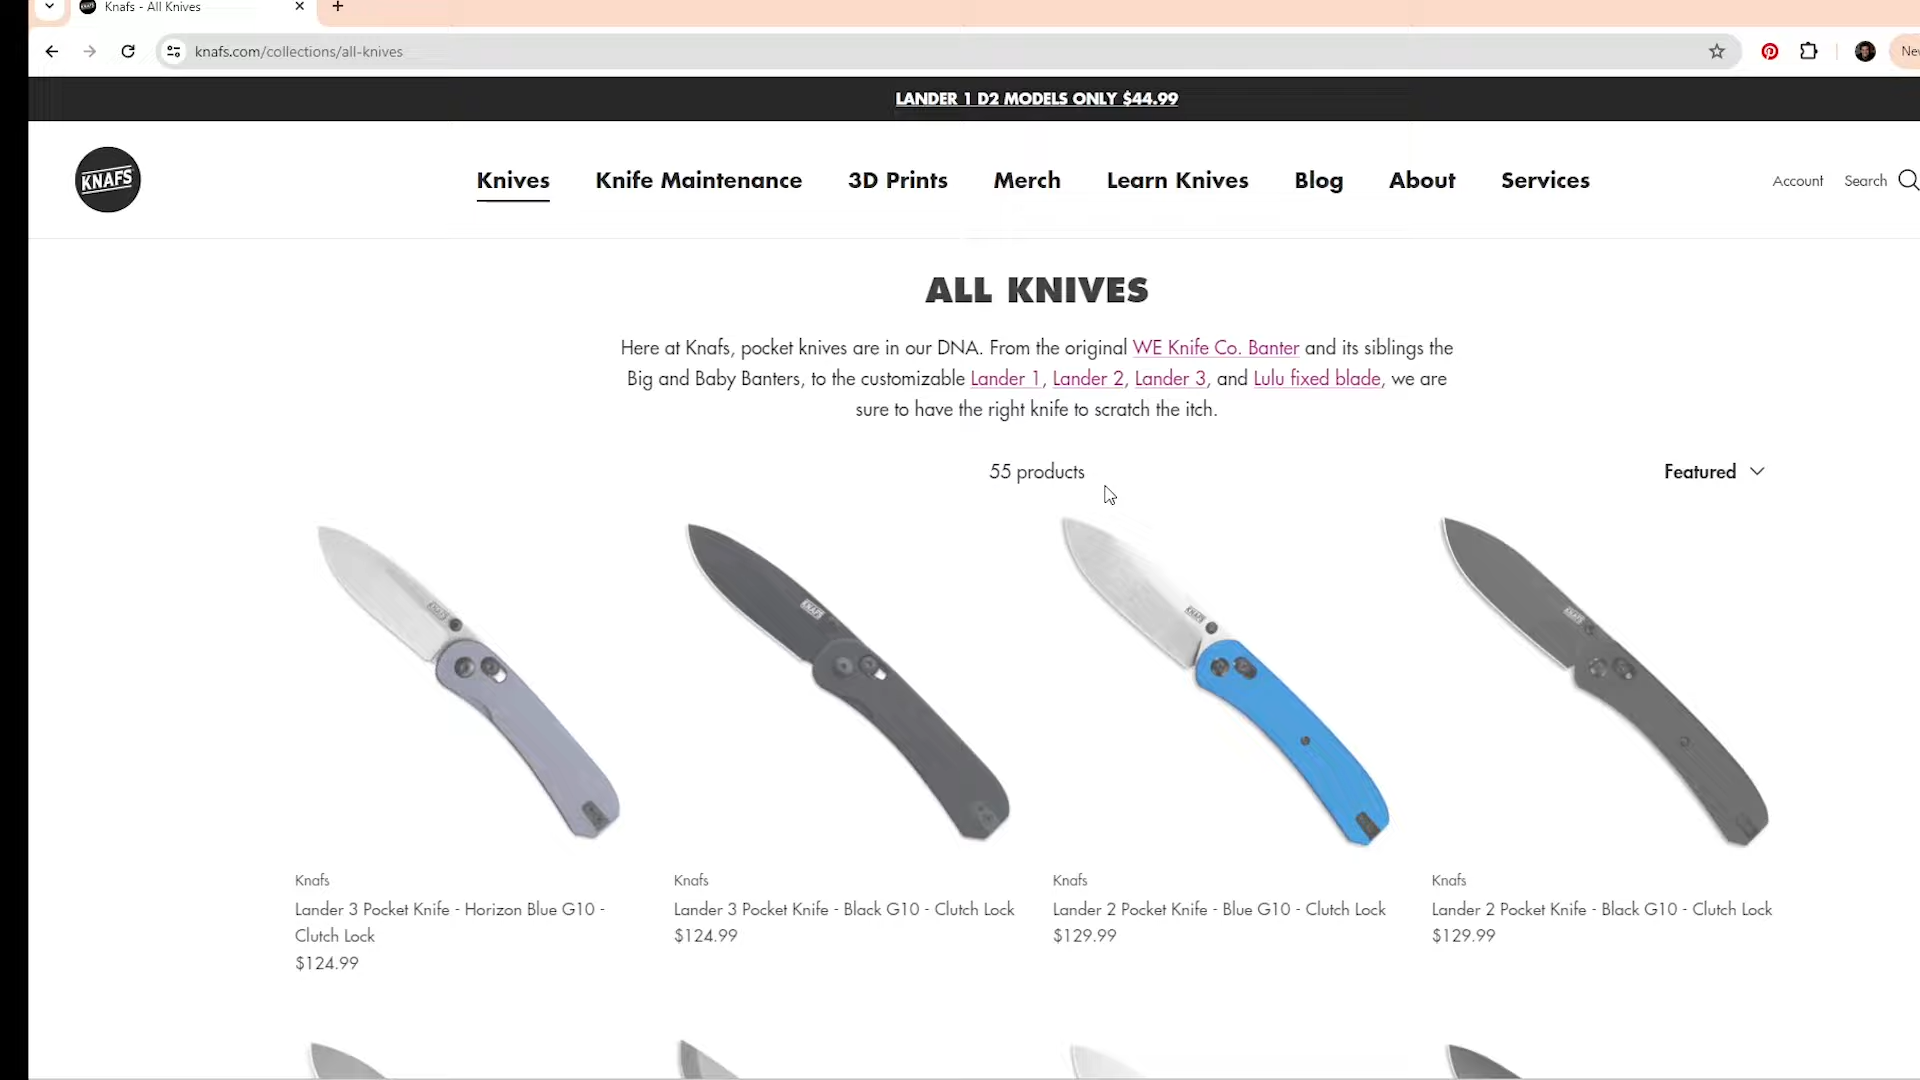 Knafs - All Knives
knafs.com/collections/all-knives
New
LANDER 1 D2 MODELS ONLY $44.99
KNAFS
Knives
Knife Maintenance
3D Prints
Merch
Learn Knives
Blog
About
Services
Account
Search
ALL KNIVES
Here at Knafs, pocket knives are in our DNA. From the original WE Knife Co. Banter and its siblings the
Big and Baby Banters, to the customizable Lander 1, Lander 2, Lander 3, and Lulu fixed blade, we are
sure to have the right knife to scratch the itch.
55 products
Featured
KNAFS
KNAFS
KNAFS
KNAFS
Knafs
Lander 3 Pocket Knife - Horizon Blue G10 -
Clutch Lock
$124.99
Knafs
Lander 3 Pocket Knife - Black G10 - Clutch Lock
$124.99
Knafs
Lander 2 Pocket Knife - Blue G10 - Clutch Lock
$129.99
Knafs
Lander 2 Pocket Knife - Black G10 - Clutch Lock
$129.99